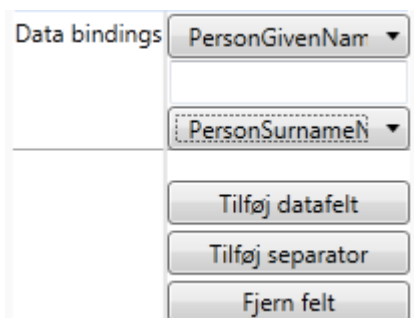 Data bindings PersonGivenNam
PersonSurnameN
Tilføj datafelt
Tilføj separator
Fjern felt